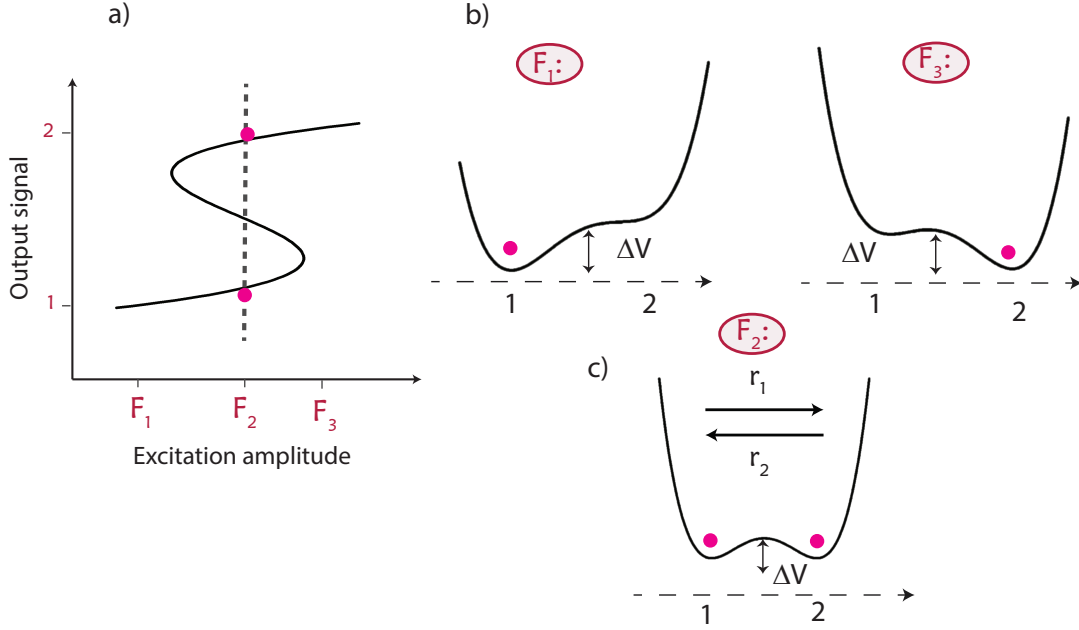 a)
Output signal
2
1
F₁
F₂
F₃
Excitation amplitude
b)
F₁:
ΔV
1
2
F₃:
ΔV
1
2
c)
F₂:
r₁
r₂
ΔV
1
2